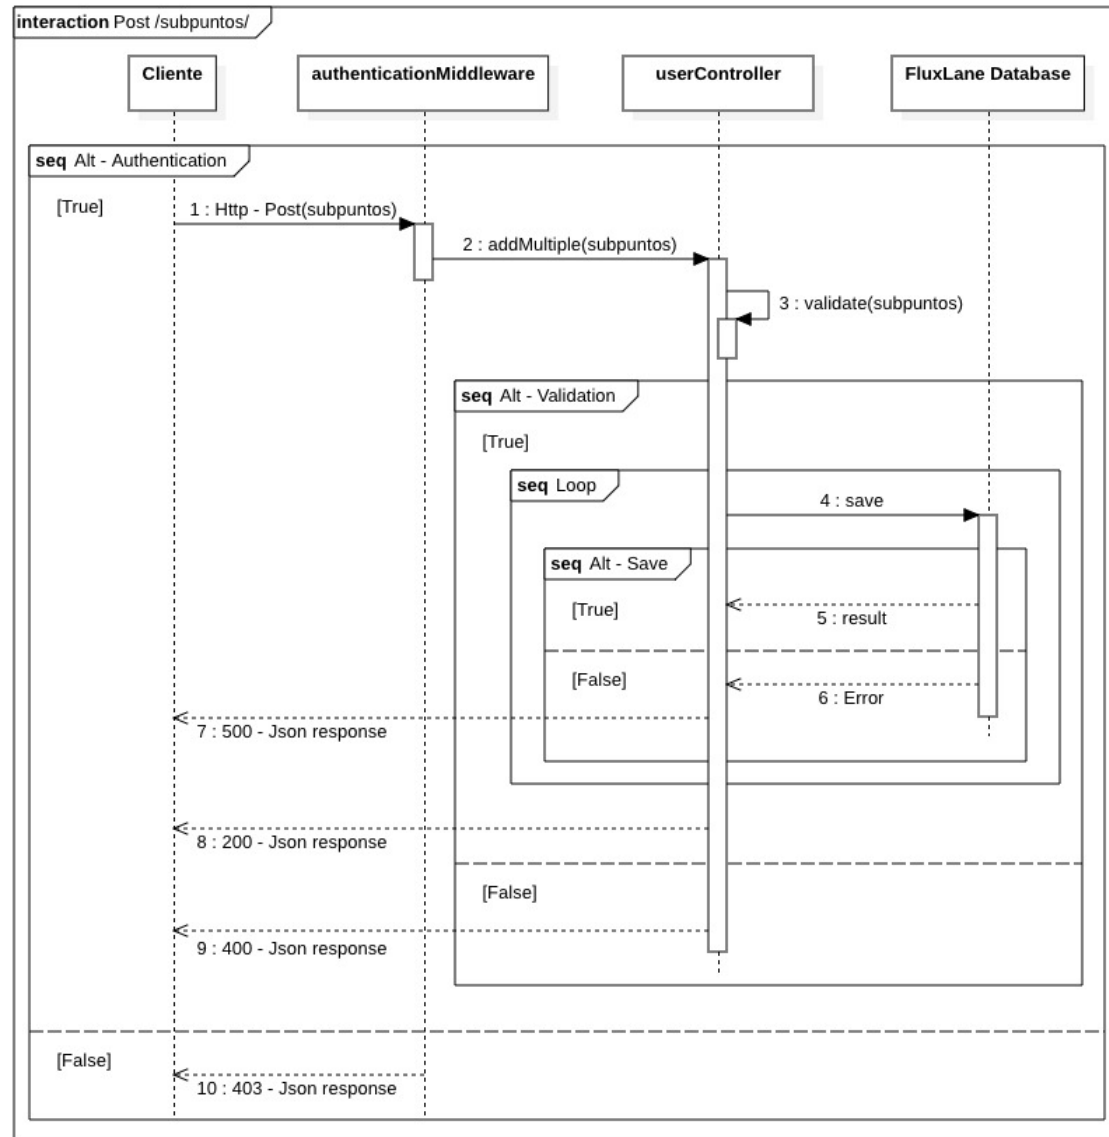 interaction Post /subpuntos/
Cliente
authenticationMiddleware
userController
FluxLane Database
seq Alt - Authentication
[True]
1 : Http - Post(subpuntos)
2 : addMultiple(subpuntos)
3 : validate(subpuntos)
seq Alt - Validation
[True]
seq Loop
4 : save
seq Alt - Save
[True]
5 : result
[False]
6 : Error
7 : 500 - Json response
8 : 200 - Json response
[False]
9 : 400 - Json response
[False]
10 : 403 - Json response